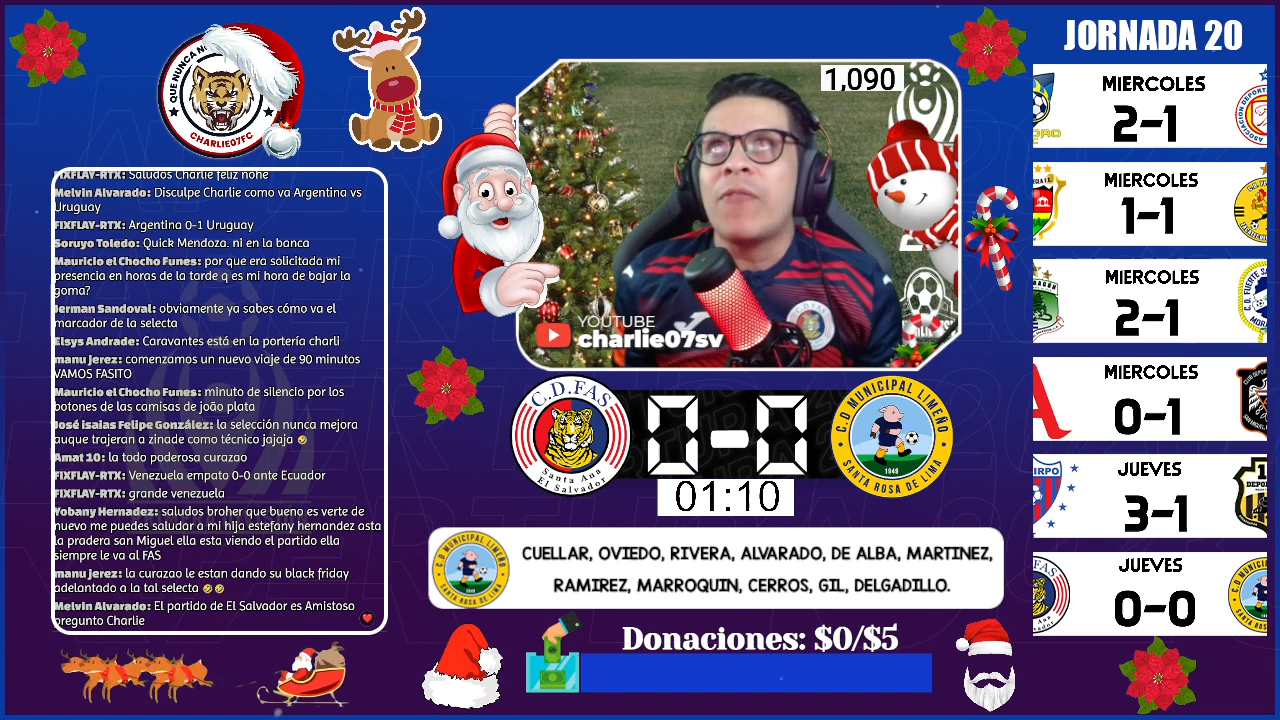 QUE NUNCA
CHARLIE07FC
FIXFLAY-RTX: Saludos Charlie feliz nohe
Melvin Alvarado: Disculpe Charlie como va Argentina vs
Uruguay
FIXFLAY-RTX: Argentina 0-1 Uruguay
Soruyo Toledo: Quick Mendoza. ni en la banca
Mauricio el Chocho Funes: por que era solicitada mi
presencia en horas de la tarde q es mi hora de bajar la
goma?
Jerman Sandoval: obviamente ya sabes cómo va el
marcador de la selecta
Elsys Andrade: Caravantes está en la portería charli
manu jerez: comenzamos un nuevo viaje de 90 minutos
VAMOS FASITO
Mauricio el Chocho Funes: minuto de silencio por los
botones de las camisas de joão plata
José isaias Felipe González: la selección nunca mejora
auque trajeran a zinade como técnico jajaja 🤣
Amat 10: la todo poderosa curazao
FIXFLAY-RTX: Venezuela empato 0-0 ante Ecuador
FIXFLAY-RTX: grande venezuela
Yobany Hernadez: saludos broher que bueno es verte de
nuevo me puedes saludar a mi hija estefany hernandez asta
la pradera san Miguel ella esta viendo el partido ella
siempre le va al FAS
manu jerez: la curazao le estan dando su black friday
adelantado a la tal selecta 🤣🤣
Melvin Alvarado: El partido de El Salvador es Amistoso
pregunto Charlie
1,090
YOUTUBE
charlie07sv
C.D.FAS
Santa Ana
El Salvador
0-0
01:10
C.D MUNICIPAL LIMEÑO
1949
SANTA ROSA DE LIMA
C.D MUNICIPAL LIMEÑO
SANTA ROSA DE LIMA
CUELLAR, OVIEDO, RIVERA, ALVARADO, DE ALBA, MARTINEZ,
RAMIREZ, MARROQUIN, CERROS, GIL, DELGADILLO.
Donaciones: $0/$5
JORNADA 20
MIERCOLES
2-1
MIERCOLES
1-1
MIERCOLES
2-1
MIERCOLES
0-1
JUEVES
3-1
JUEVES
0-0